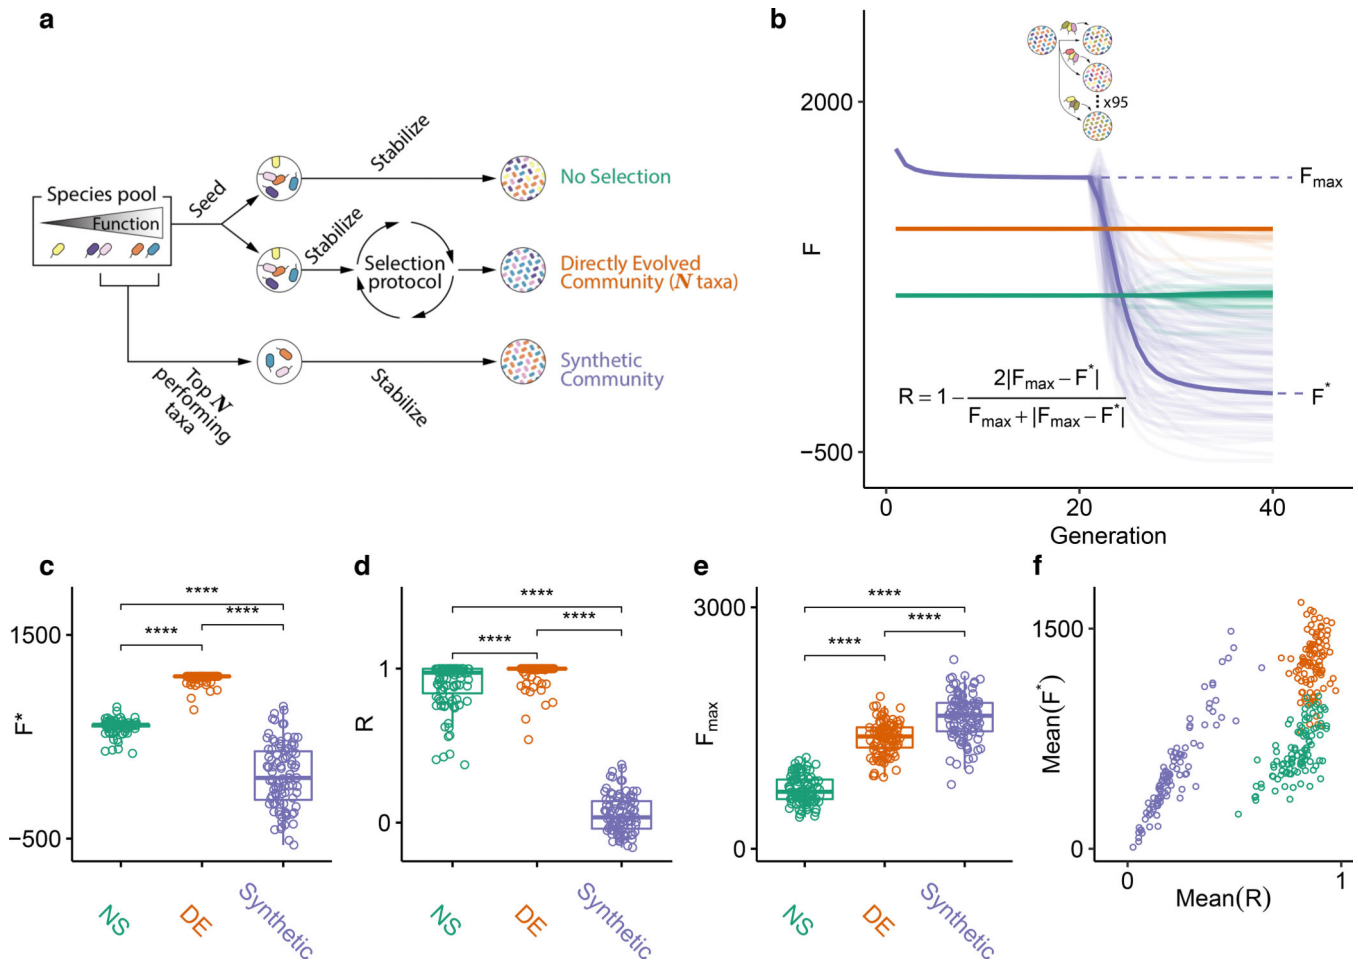 a
Species pool
Function
Seed
Stabilize
No Selection
Stabilize
Selection
protocol
Directly Evolved
Community (N taxa)
Top N
performing
taxa
Stabilize
Synthetic
Community
b
F
2000
−500
x95
Fmax
F*
R = 1 − 2|Fmax − F*| / Fmax + |Fmax − F*|
0
20
40
Generation
c
F*
1500
−500
****
****
****
NS
DE
Synthetic
d
R
1
0
****
****
****
NS
DE
Synthetic
e
Fmax
3000
0
****
****
****
NS
DE
Synthetic
f
Mean(F*)
1500
0
0
1
Mean(R)